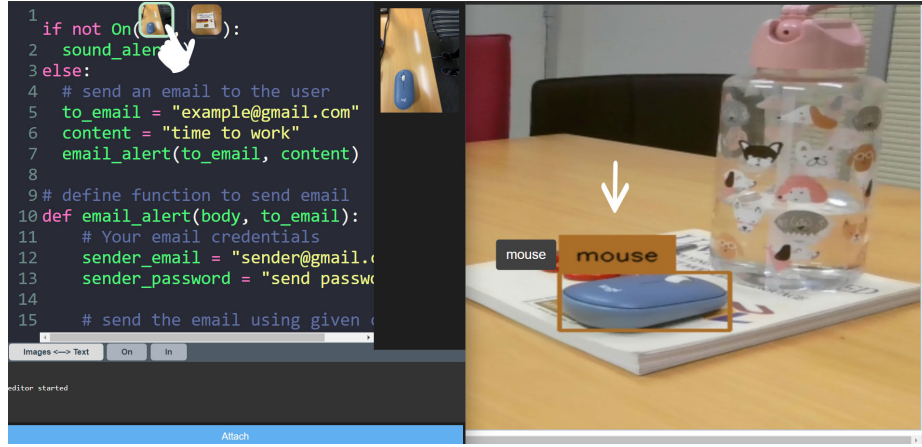 1
if not On( ):
2 sound_aler
3 else:
4 # send an email to the user
5 to_email = "example@gmail.com"
6 content = "time to work"
7 email_alert(to_email, content)
8
9 # define function to send email
10 def email_alert(body, to_email):
11 # Your email credentials
12 sender_email = "sender@gmail.c
13 sender_password = "send passwo
14
15 # send the email using given
Images <—> Text On In
editor started
Attach
mouse
mouse
logi